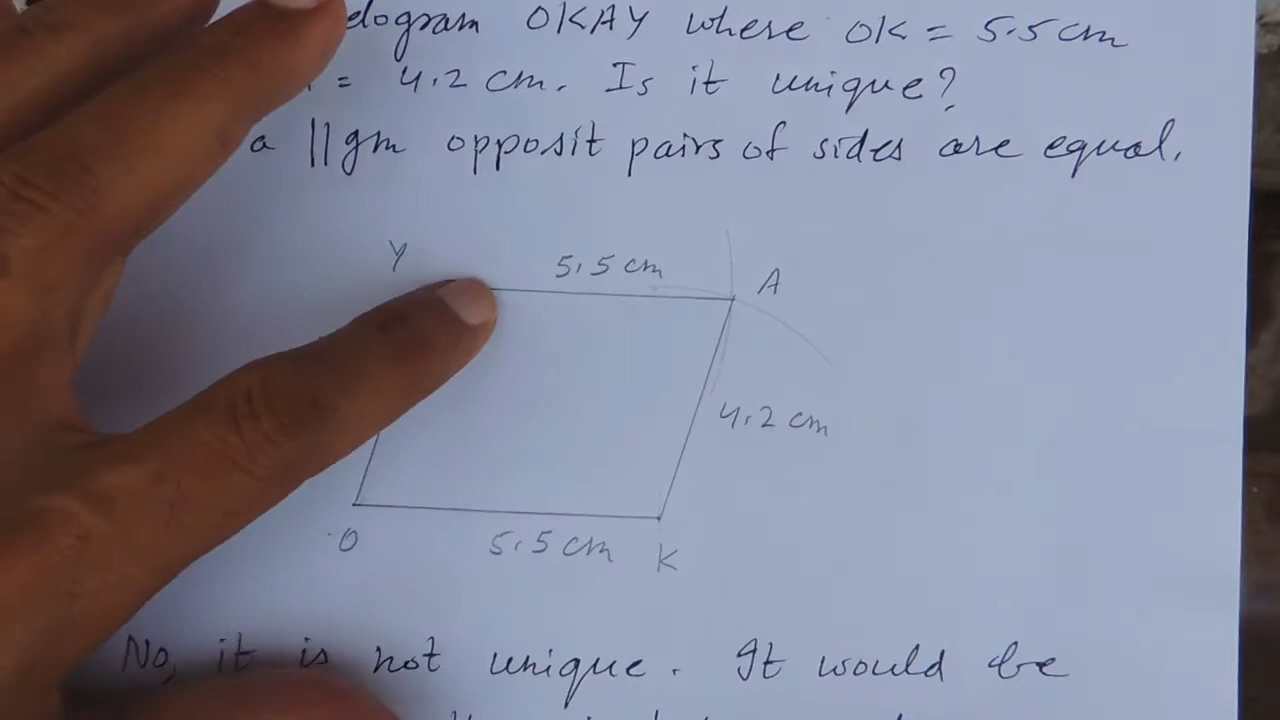 OKAY where OK = 5.5 cm
= 4.2 cm. Is it unique?
a ||gm opposit pairs of sides are equal.
Y
5.5 cm
A
4.2 cm
O
5.5 cm
K
No, it is not unique. It would be